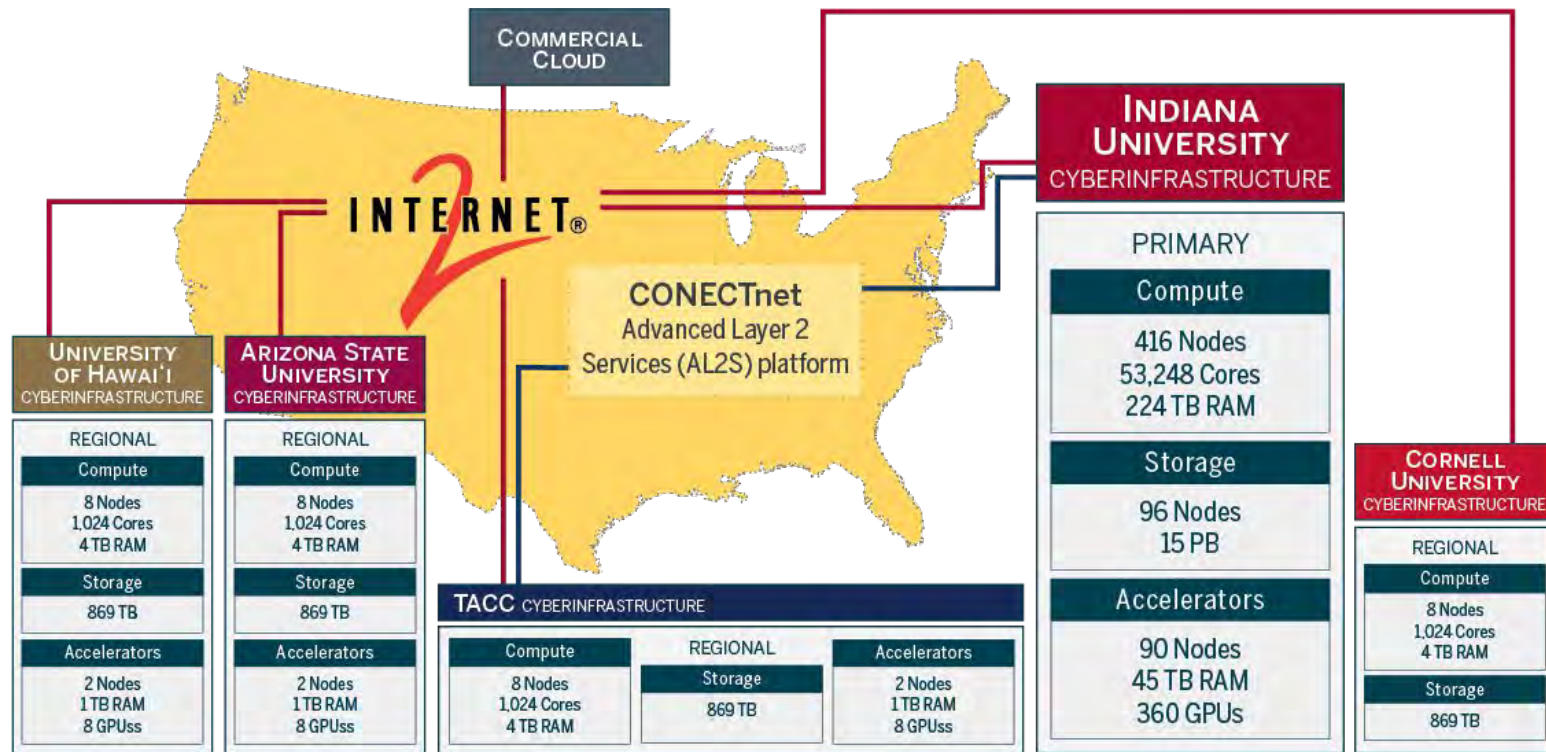 COMMERCIAL
CLOUD
INTERNET®
2
CONECTnet
Advanced Layer 2
Services (AL2S) platform
INDIANA
UNIVERSITY
CYBERINFRASTRUCTURE
PRIMARY
Compute
416 Nodes
53,248 Cores
224 TB RAM
Storage
96 Nodes
15 PB
Accelerators
90 Nodes
45 TB RAM
360 GPUs
UNIVERSITY
OF HAWAI‘I
CYBERINFRASTRUCTURE
REGIONAL
Compute
8 Nodes
1,024 Cores
4 TB RAM
Storage
869 TB
Accelerators
2 Nodes
1 TB RAM
8 GPUss
ARIZONA STATE
UNIVERSITY
CYBERINFRASTRUCTURE
REGIONAL
Compute
8 Nodes
1,024 Cores
4 TB RAM
Storage
869 TB
Accelerators
2 Nodes
1 TB RAM
8 GPUss
TACC CYBERINFRASTRUCTURE
REGIONAL
Compute
8 Nodes
1,024 Cores
4 TB RAM
Storage
869 TB
Accelerators
2 Nodes
1 TB RAM
8 GPUss
CORNELL
UNIVERSITY
CYBERINFRASTRUCTURE
REGIONAL
Compute
8 Nodes
1,024 Cores
4 TB RAM
Storage
869 TB